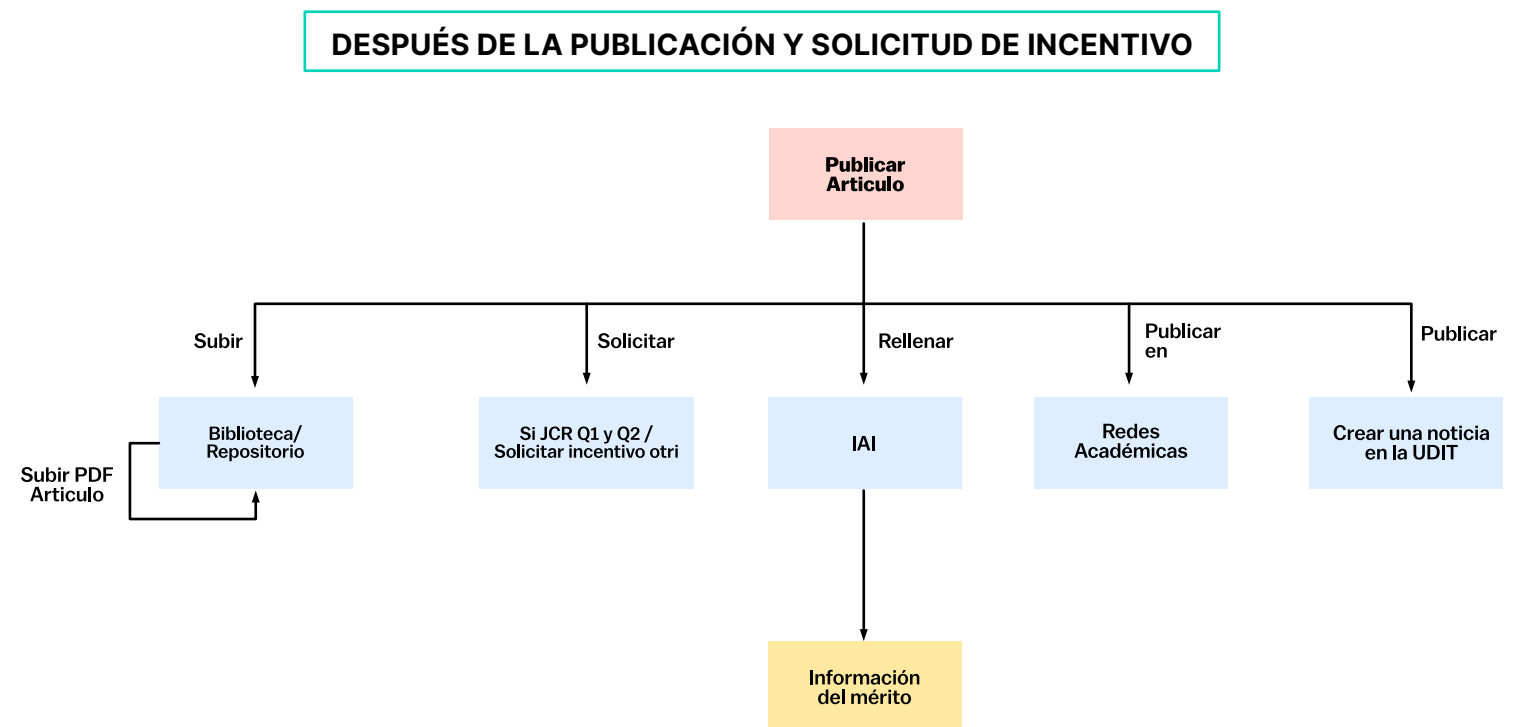 DESPUÉS DE LA PUBLICACIÓN Y SOLICITUD DE INCENTIVO
Publicar
Articulo
Subir
Solicitar
Rellenar
Publicar
en
Publicar
Biblioteca/
Repositorio
Si JCR Q1 y Q2 /
Solicitar incentivo otri
IAI
Redes
Académicas
Crear una noticia
en la UDIT
Subir PDF
Articulo
Información
del mérito